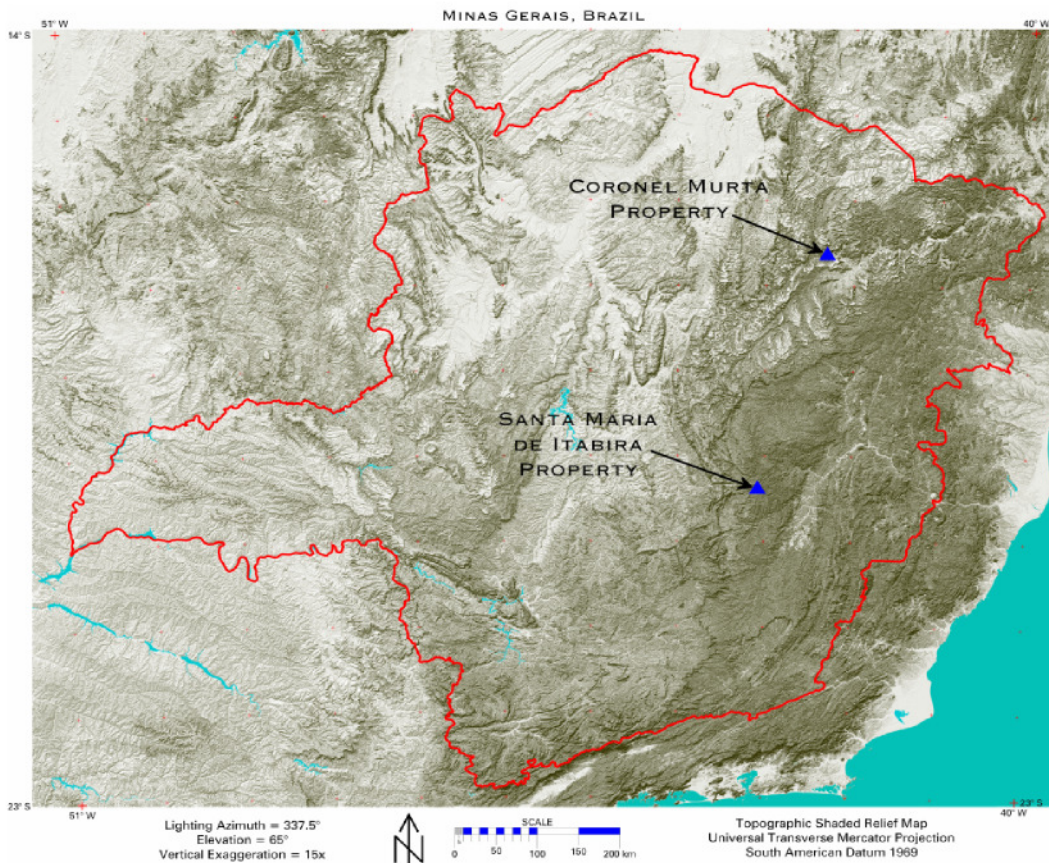 MINAS GERAIS, BRAZIL
51° W
40° W
14° S
CORONEL MURTA
PROPERTY
SANTA MARIA
DE ITABIRA
PROPERTY
23° S
23° S
51° W
40° W
Lighting Azimuth = 337.5°
Elevation = 65°
Vertical Exaggeration = 15x
N
SCALE
0 50 100 150 200 km
Topographic Shaded Relief Map
Universal Transverse Mercator Projection
South American Datum 1969